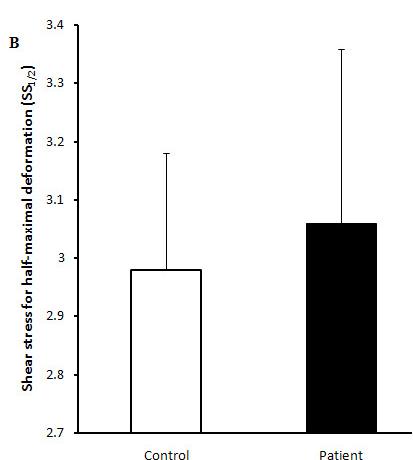 B
Shear stress for half-maximal deformation (SS1/2)
3.4
3.3
3.2
3.1
3
2.9
2.8
2.7
Control Patient